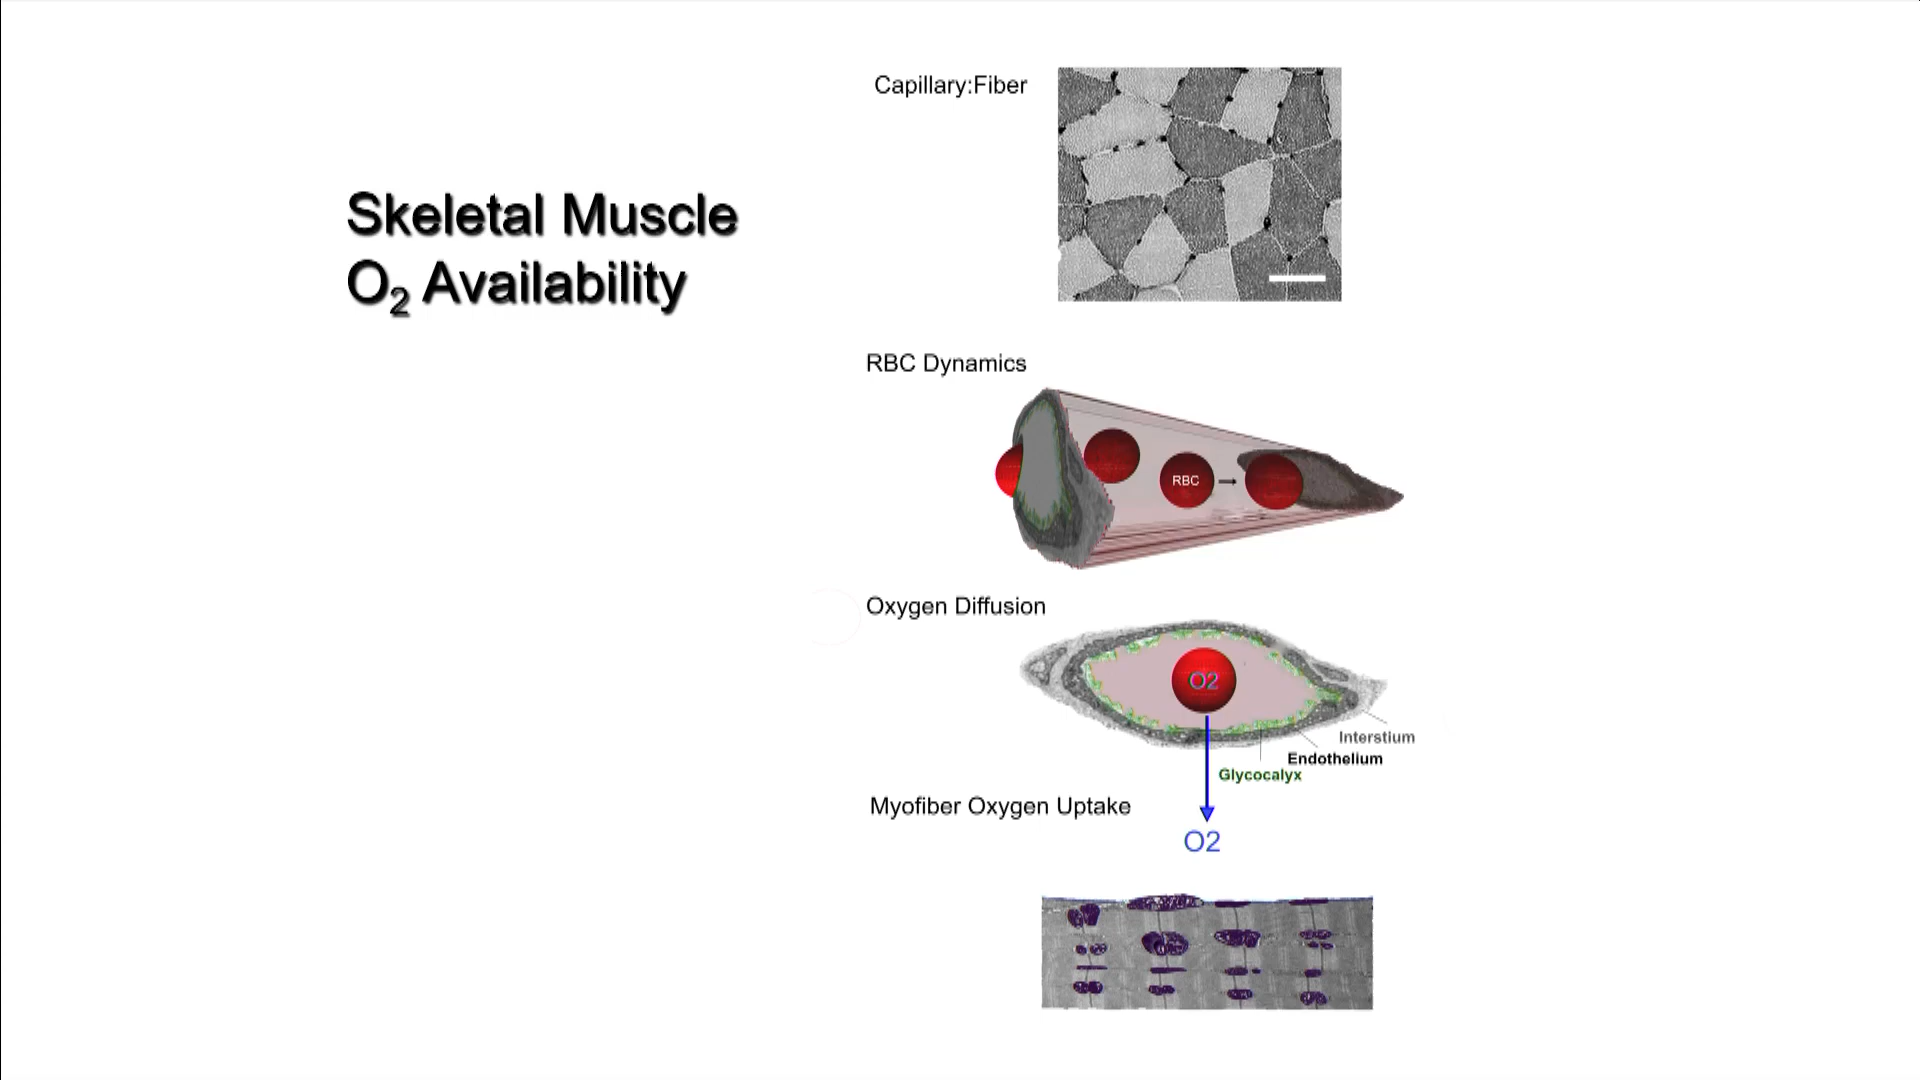 Capillary:Fiber
Skeletal Muscle
O₂ Availability
RBC Dynamics
RBC
Oxygen Diffusion
O2
Interstium
Endothelium
Glycocalyx
Myofiber Oxygen Uptake
O2